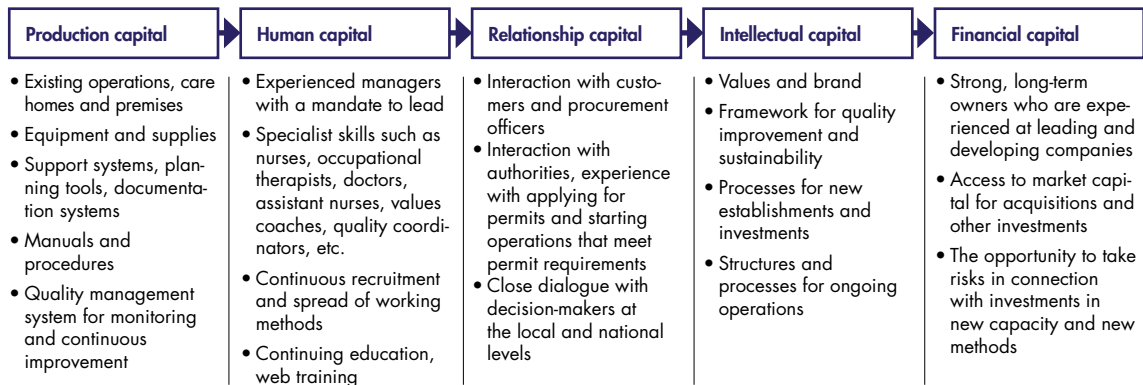 Production capital
Human capital
Relationship capital
Intellectual capital
Financial capital
• Existing operations, care
homes and premises
• Equipment and supplies
• Support systems, plan-
ning tools, documenta-
tion systems
• Manuals and
procedures
• Quality management
system for monitoring
and continuous
improvement
• Experienced managers
with a mandate to lead
• Specialist skills such as
nurses, occupational
therapists, doctors,
assistant nurses, values
coaches, quality coordi-
nators, etc.
• Continuous recruitment
and spread of working
methods
• Continuing education,
web training
• Interaction with custo-
mers and procurement
officers
• Interaction with
authorities, experience
with applying for
permits and starting
operations that meet
permit requirements
• Close dialogue with
decision-makers at
the local and national
levels
• Values and brand
• Framework for quality
improvement and
sustainability
• Processes for new
establishments and
investments
• Structures and
processes for ongoing
operations
• Strong, long-term
owners who are expe-
rienced at leading and
developing companies
• Access to market capi-
tal for acquisitions and
other investments
• The opportunity to take
risks in connection
with investments in
new capacity and new
methods